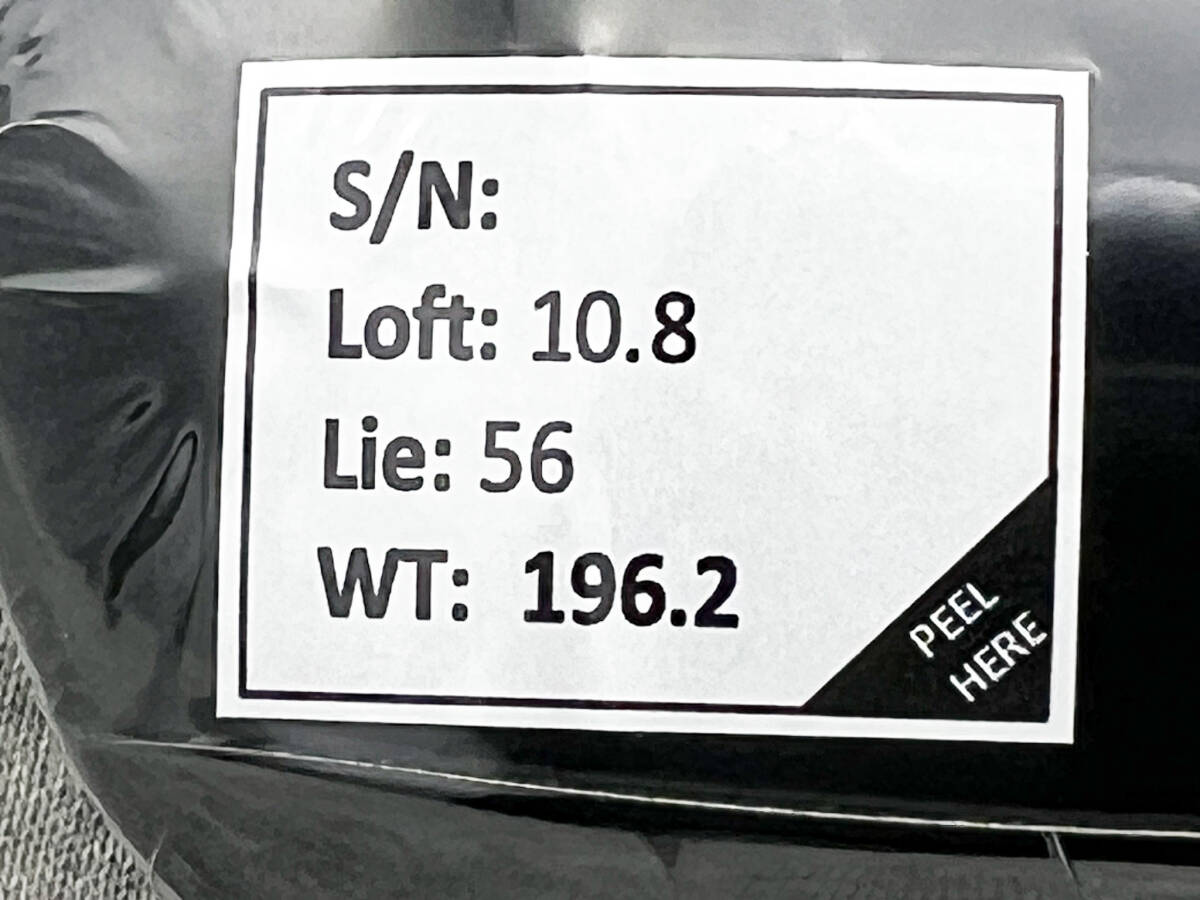 S/N:
Loft: 10.8
Lie: 56
WT: 196.2
PEEL
HERE